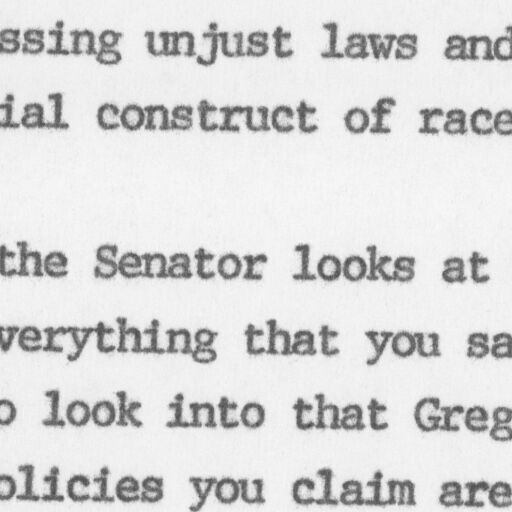 ssing unjust laws and
ial construct of race
the Senator looks at
verything that you sa
o look into that Greg
olicies you claim are